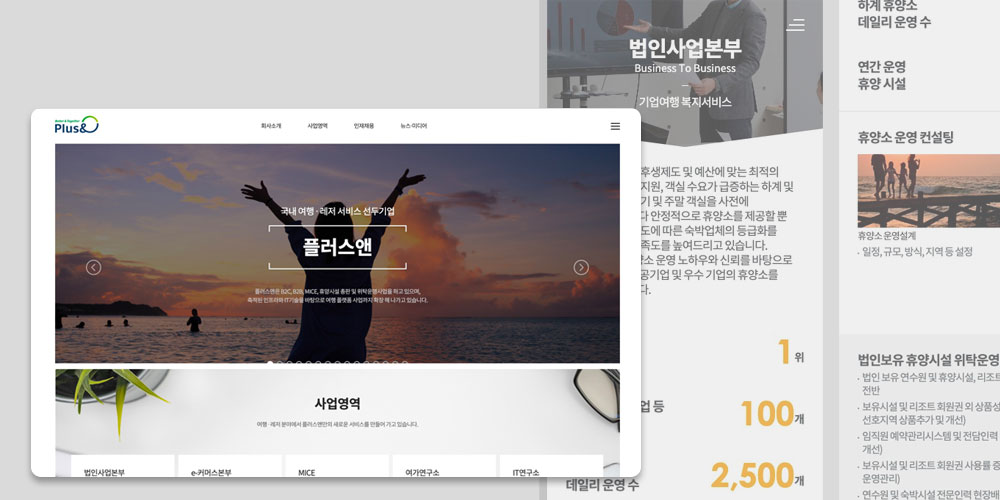 Better & Together
Plus&
회사소개
사업영역
인재채용
뉴스·미디어
국내 여행·레저 서비스 선두기업
플러스앤
플러스앤은 B2C, B2B, MICE, 휴양시설 총판 및 위탁운영사업을 하고 있으며,
축적된 인프라와 IT기술을 바탕으로 여행 플랫폼 사업까지 확장 해 나가고 있습니다.
사업영역
여행·레저 분야에서 플러스앤만의 새로운 서비스를 만들어 가고 있습니다.
법인사업본부
e-커머스본부
MICE
여가연구소
IT연구소
법인사업본부
Business To Business
기업여행 복지서비스
후생제도 및 예산에 맞는 최적의
지원, 객실 수요가 급증하는 하계 및
기 및 주말 객실을 사전에
다 안정적으로 휴양소를 제공할 뿐
도에 따른 숙박업체의 등급화를
족도를 높여드리고 있습니다.
소 운영 노하우와 신뢰를 바탕으로
공기업 및 우수 기업의 휴양소를
다.
1위
업 등
100개
2,500개
데일리 운영 수
하계 휴양소
데일리 운영 수
연간 운영
휴양 시설
휴양소 운영 컨설팅
휴양소 운영설계
· 일정, 규모, 방식, 지역 등 설정
법인보유 휴양시설 위탁운영
· 법인 보유 연수원 및 휴양시설, 리조트
전반
· 보유시설 및 리조트 회원권 외 상품성
선호지역 상품추가 및 개선)
· 임직원 예약관리시스템 및 전담인력
개선)
· 보유시설 및 리조트 회원권 사용률 증
운영관리)
· 연수원 및 숙박시설 전문인력 현장배